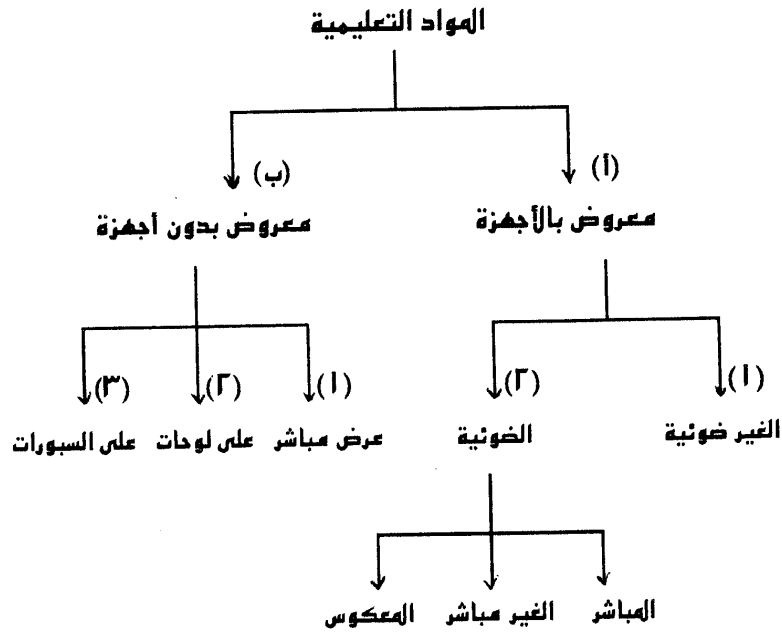 المواد التعليمية
(أ)
(ب)
معروض بالأجهزة
معروض بدون أجهزة
(١)
(٢)
(١)
(٢)
(٣)
الغير ضوئية
الضوئية
عرض مباشر
على لوحات
على السبورات
المباشر
الغير مباشر
المعكوس